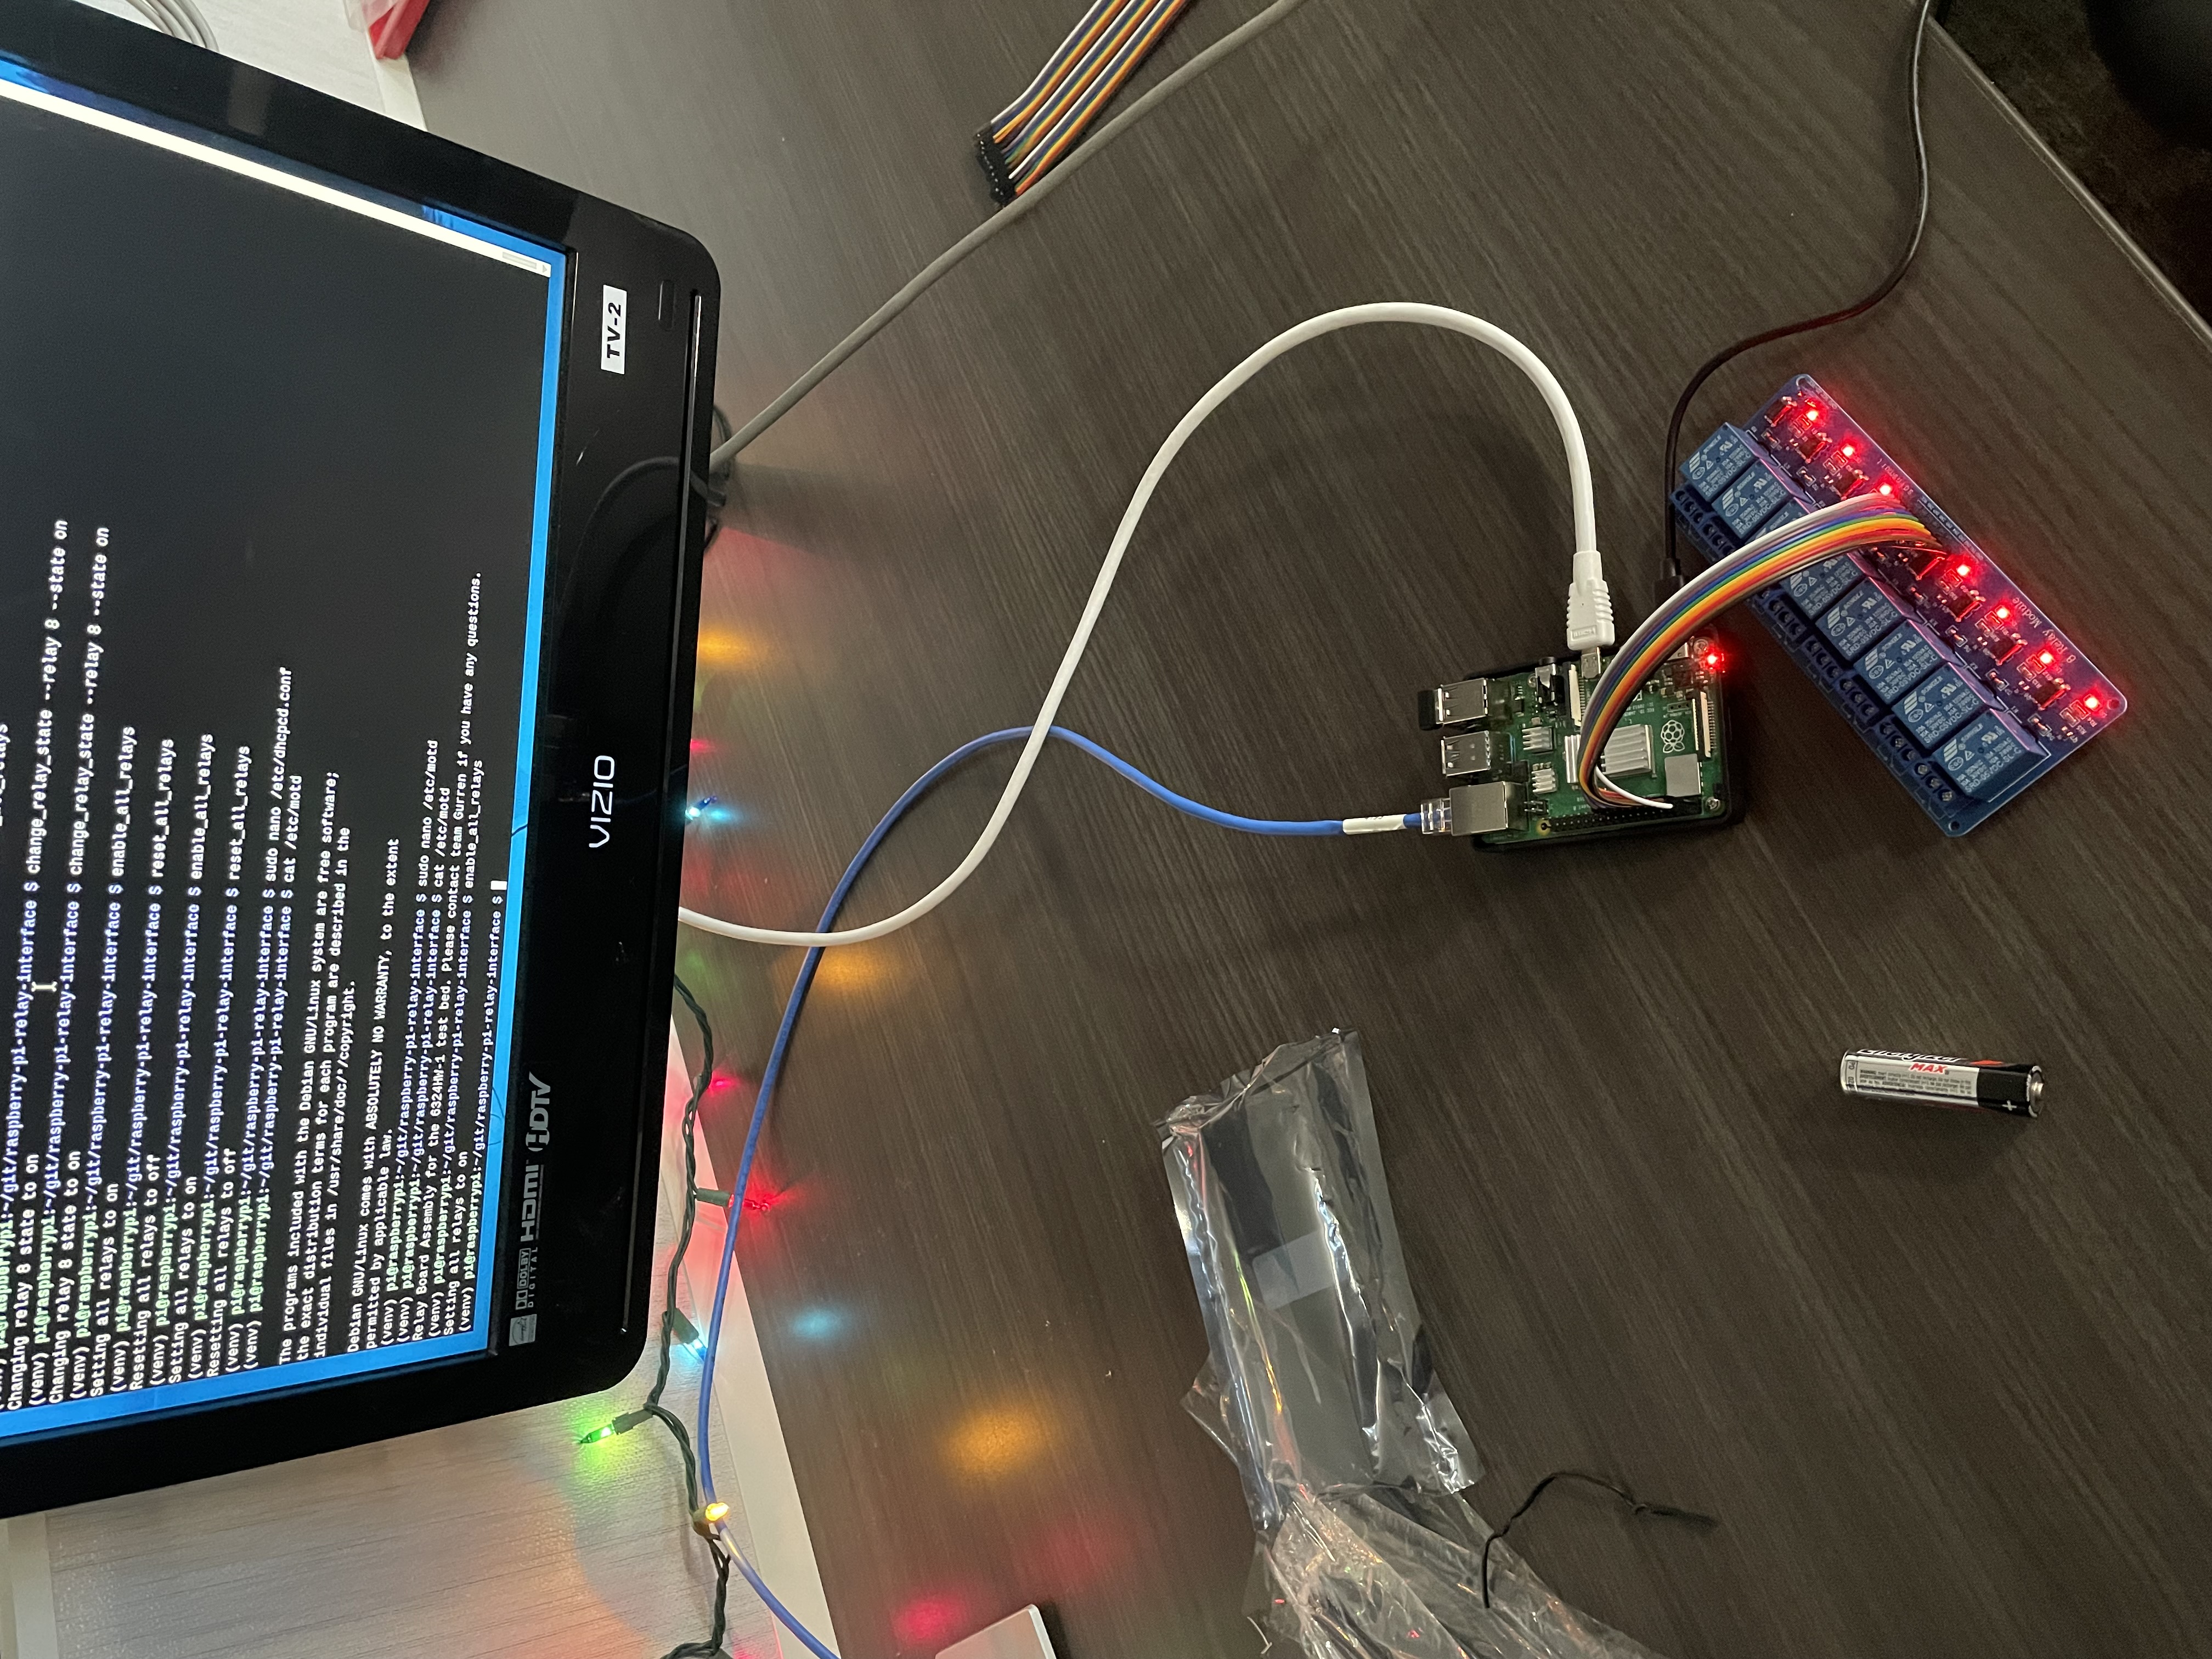 relays
pi@raspberrypi:~/git/raspberry-pi-relay-interface $ change_relay_state --relay 8 --state on
Changing relay 8 state to on
(venv) pi@raspberrypi:~/git/raspberry-pi-relay-interface $ change_relay_state --relay 8 --state on
Changing relay 8 state to on
(venv) pi@raspberrypi:~/git/raspberry-pi-relay-interface $ enable_all_relays
Setting all relays to on
(venv) pi@raspberrypi:~/git/raspberry-pi-relay-interface $ reset_all_relays
Resetting all relays to off
(venv) pi@raspberrypi:~/git/raspberry-pi-relay-interface $ enable_all_relays
Setting all relays to on
(venv) pi@raspberrypi:~/git/raspberry-pi-relay-interface $ reset_all_relays
Resetting all relays to off
(venv) pi@raspberrypi:~/git/raspberry-pi-relay-interface $ sudo nano /etc/dhcpcd.conf
(venv) pi@raspberrypi:~/git/raspberry-pi-relay-interface $ cat /etc/motd
The programs included with the Debian GNU/Linux system are free software;
the exact distribution terms for each program are described in the
individual files in /usr/share/doc/*/copyright.
Debian GNU/Linux comes with ABSOLUTELY NO WARRANTY, to the extent
permitted by applicable law.
(venv) pi@raspberrypi:~/git/raspberry-pi-relay-interface $ sudo nano /etc/motd
(venv) pi@raspberrypi:~/git/raspberry-pi-relay-interface $ cat /etc/motd
Relay Board Assembly for the 6324HW-1 test bed. Please contact team Gurren if you have any questions.
(venv) pi@raspberrypi:~/git/raspberry-pi-relay-interface $ enable_all_relays
Setting all relays to on
(venv) pi@raspberrypi:~/git/raspberry-pi-relay-interface $
DOLBY
DIGITAL
HDMI
HDTV
VIZIO
TV-2
MAX
+
8 Relay Module